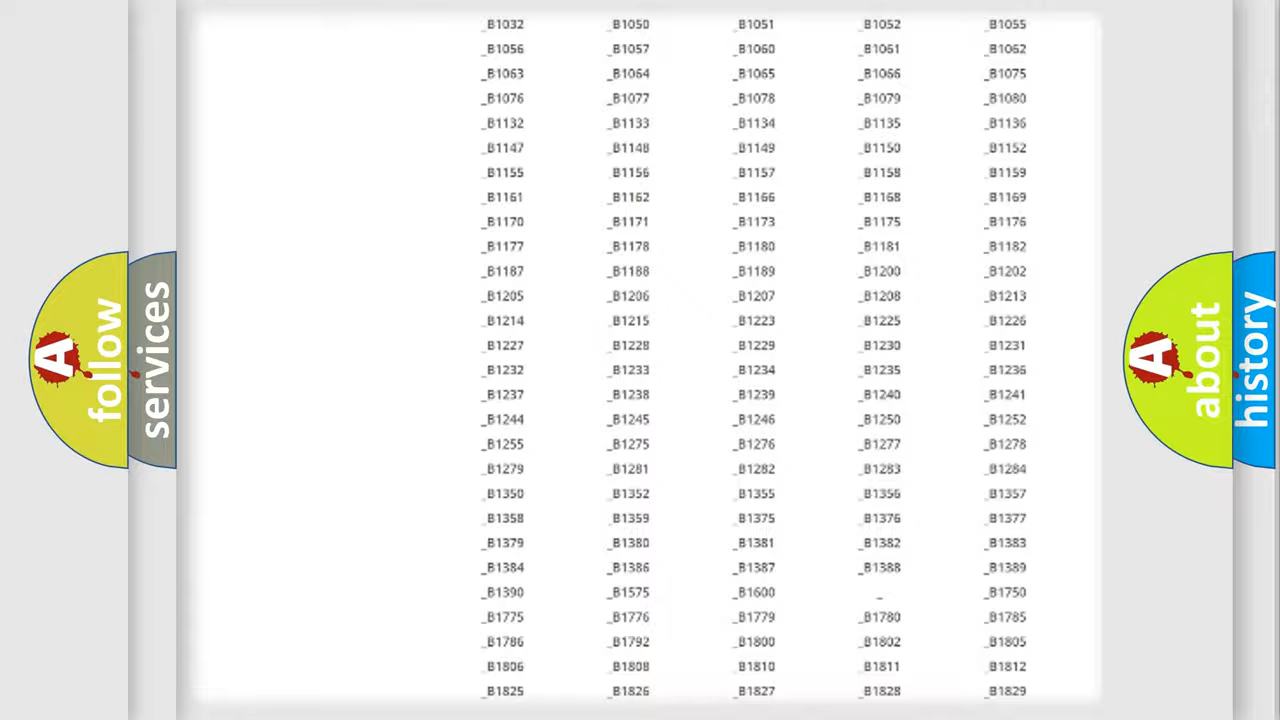 _B1032 _B1050 _B1051 _B1052 _B1055
_B1056 _B1057 _B1060 _B1061 _B1062
_B1063 _B1064 _B1065 _B1066 _B1075
_B1076 _B1077 _B1078 _B1079 _B1080
_B1132 _B1133 _B1134 _B1135 _B1136
_B1147 _B1148 _B1149 _B1150 _B1152
_B1155 _B1156 _B1157 _B1158 _B1159
_B1161 _B1162 _B1166 _B1168 _B1169
_B1170 _B1171 _B1173 _B1175 _B1176
_B1177 _B1178 _B1180 _B1181 _B1182
_B1187 _B1188 _B1189 _B1200 _B1202
_B1205 _B1206 _B1207 _B1208 _B1213
_B1214 _B1215 _B1223 _B1225 _B1226
_B1227 _B1228 _B1229 _B1230 _B1231
_B1232 _B1233 _B1234 _B1235 _B1236
_B1237 _B1238 _B1239 _B1240 _B1241
_B1244 _B1245 _B1246 _B1250 _B1252
_B1255 _B1275 _B1276 _B1277 _B1278
_B1279 _B1281 _B1282 _B1283 _B1284
_B1350 _B1352 _B1355 _B1356 _B1357
_B1358 _B1359 _B1375 _B1376 _B1377
_B1379 _B1380 _B1381 _B1382 _B1383
_B1384 _B1386 _B1387 _B1388 _B1389
_B1390 _B1575 _B1600 _ _B1750
_B1775 _B1776 _B1779 _B1780 _B1785
_B1786 _B1792 _B1800 _B1802 _B1805
_B1806 _B1808 _B1810 _B1811 _B1812
_B1825 _B1826 _B1827 _B1828 _B1829
A follow
services
A about
history